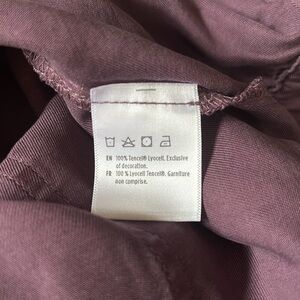 EN 100% Tencel® Lyocell. Exclusive
of decoration.
FR 100 % Lyocell Tencel®. Garniture
non comprise.